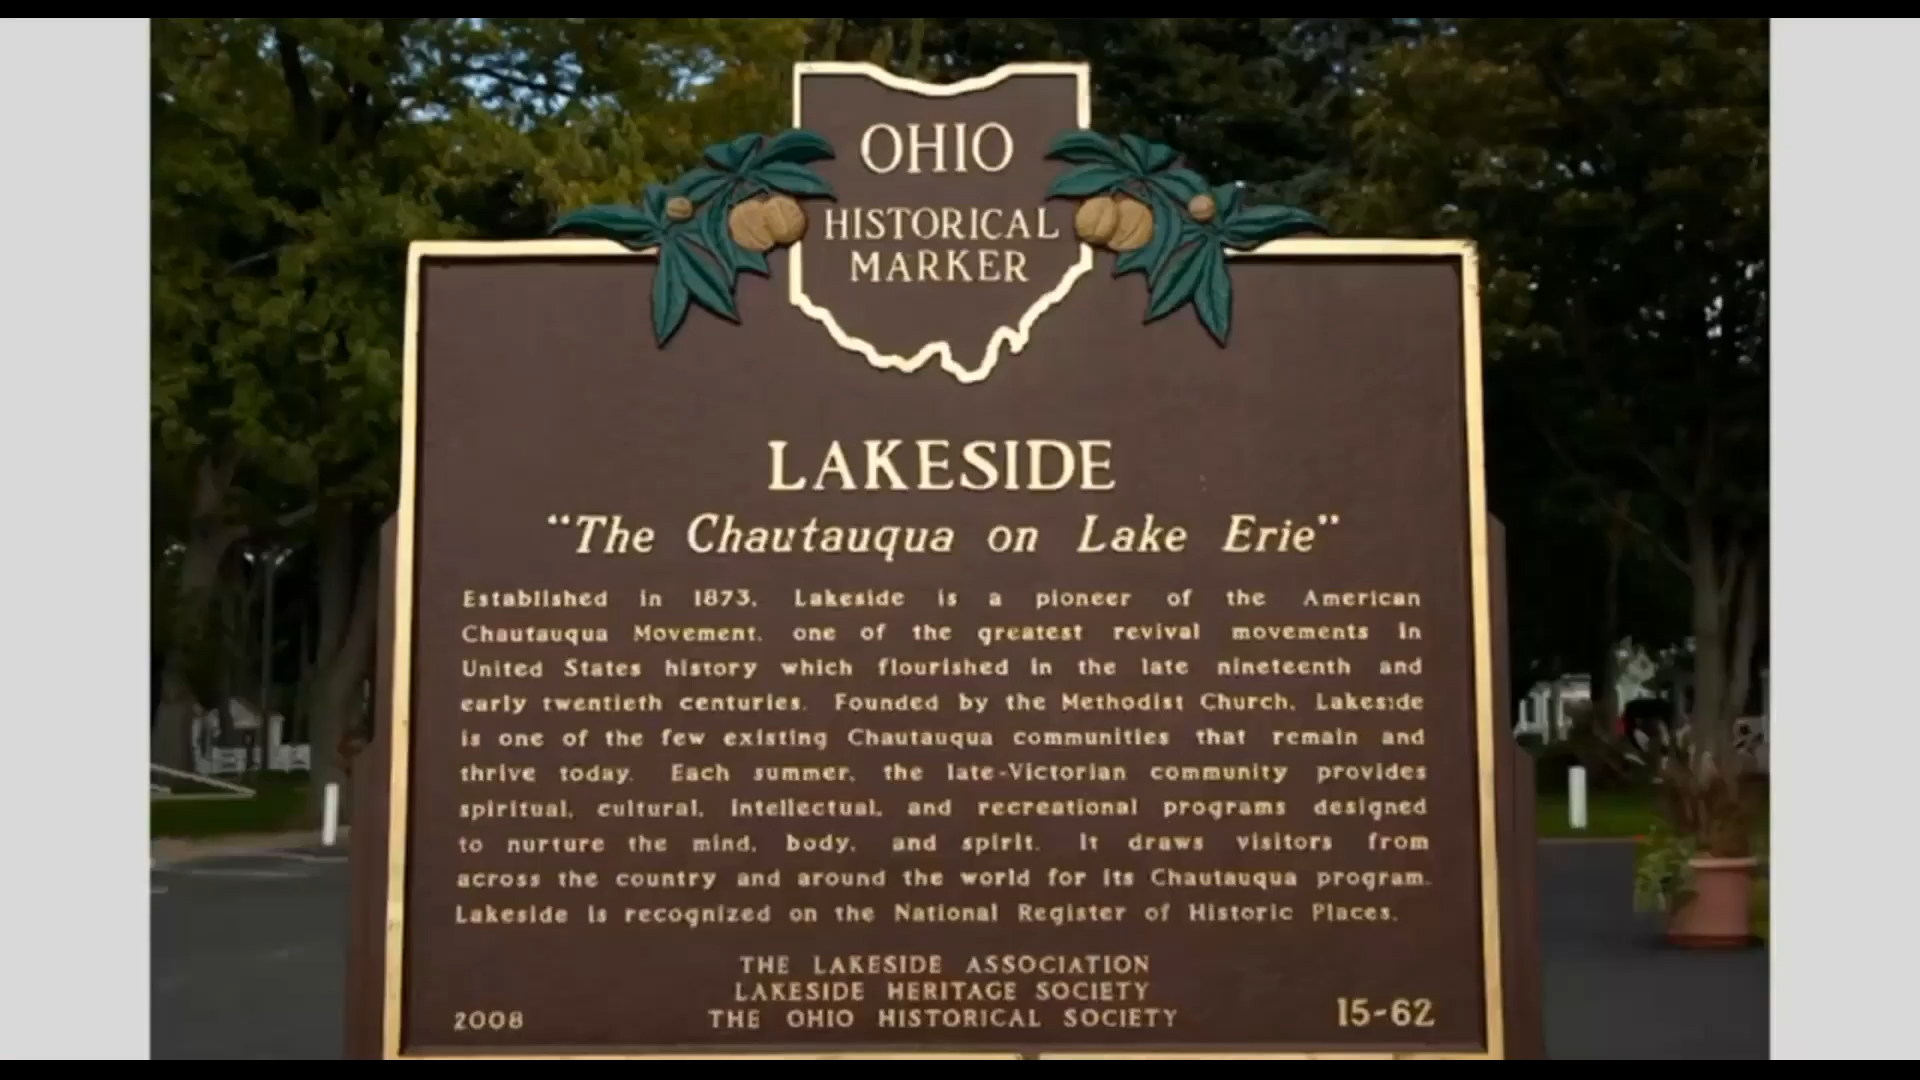 OHIO
HISTORICAL
MARKER
LAKESIDE
"The Chautauqua on Lake Erie"
Established in 1873, Lakeside is a pioneer of the American
Chautauqua Movement, one of the greatest revival movements in
United States history which flourished in the late nineteenth and
early twentieth centuries. Founded by the Methodist Church, Lakeside
is one of the few existing Chautauqua communities that remain and
thrive today. Each summer, the late-Victorian community provides
spiritual, cultural, intellectual, and recreational programs designed
to nurture the mind, body, and spirit. It draws visitors from
across the country and around the world for its Chautauqua program.
Lakeside is recognized on the National Register of Historic Places.
THE LAKESIDE ASSOCIATION
LAKESIDE HERITAGE SOCIETY
2008 THE OHIO HISTORICAL SOCIETY 15-62